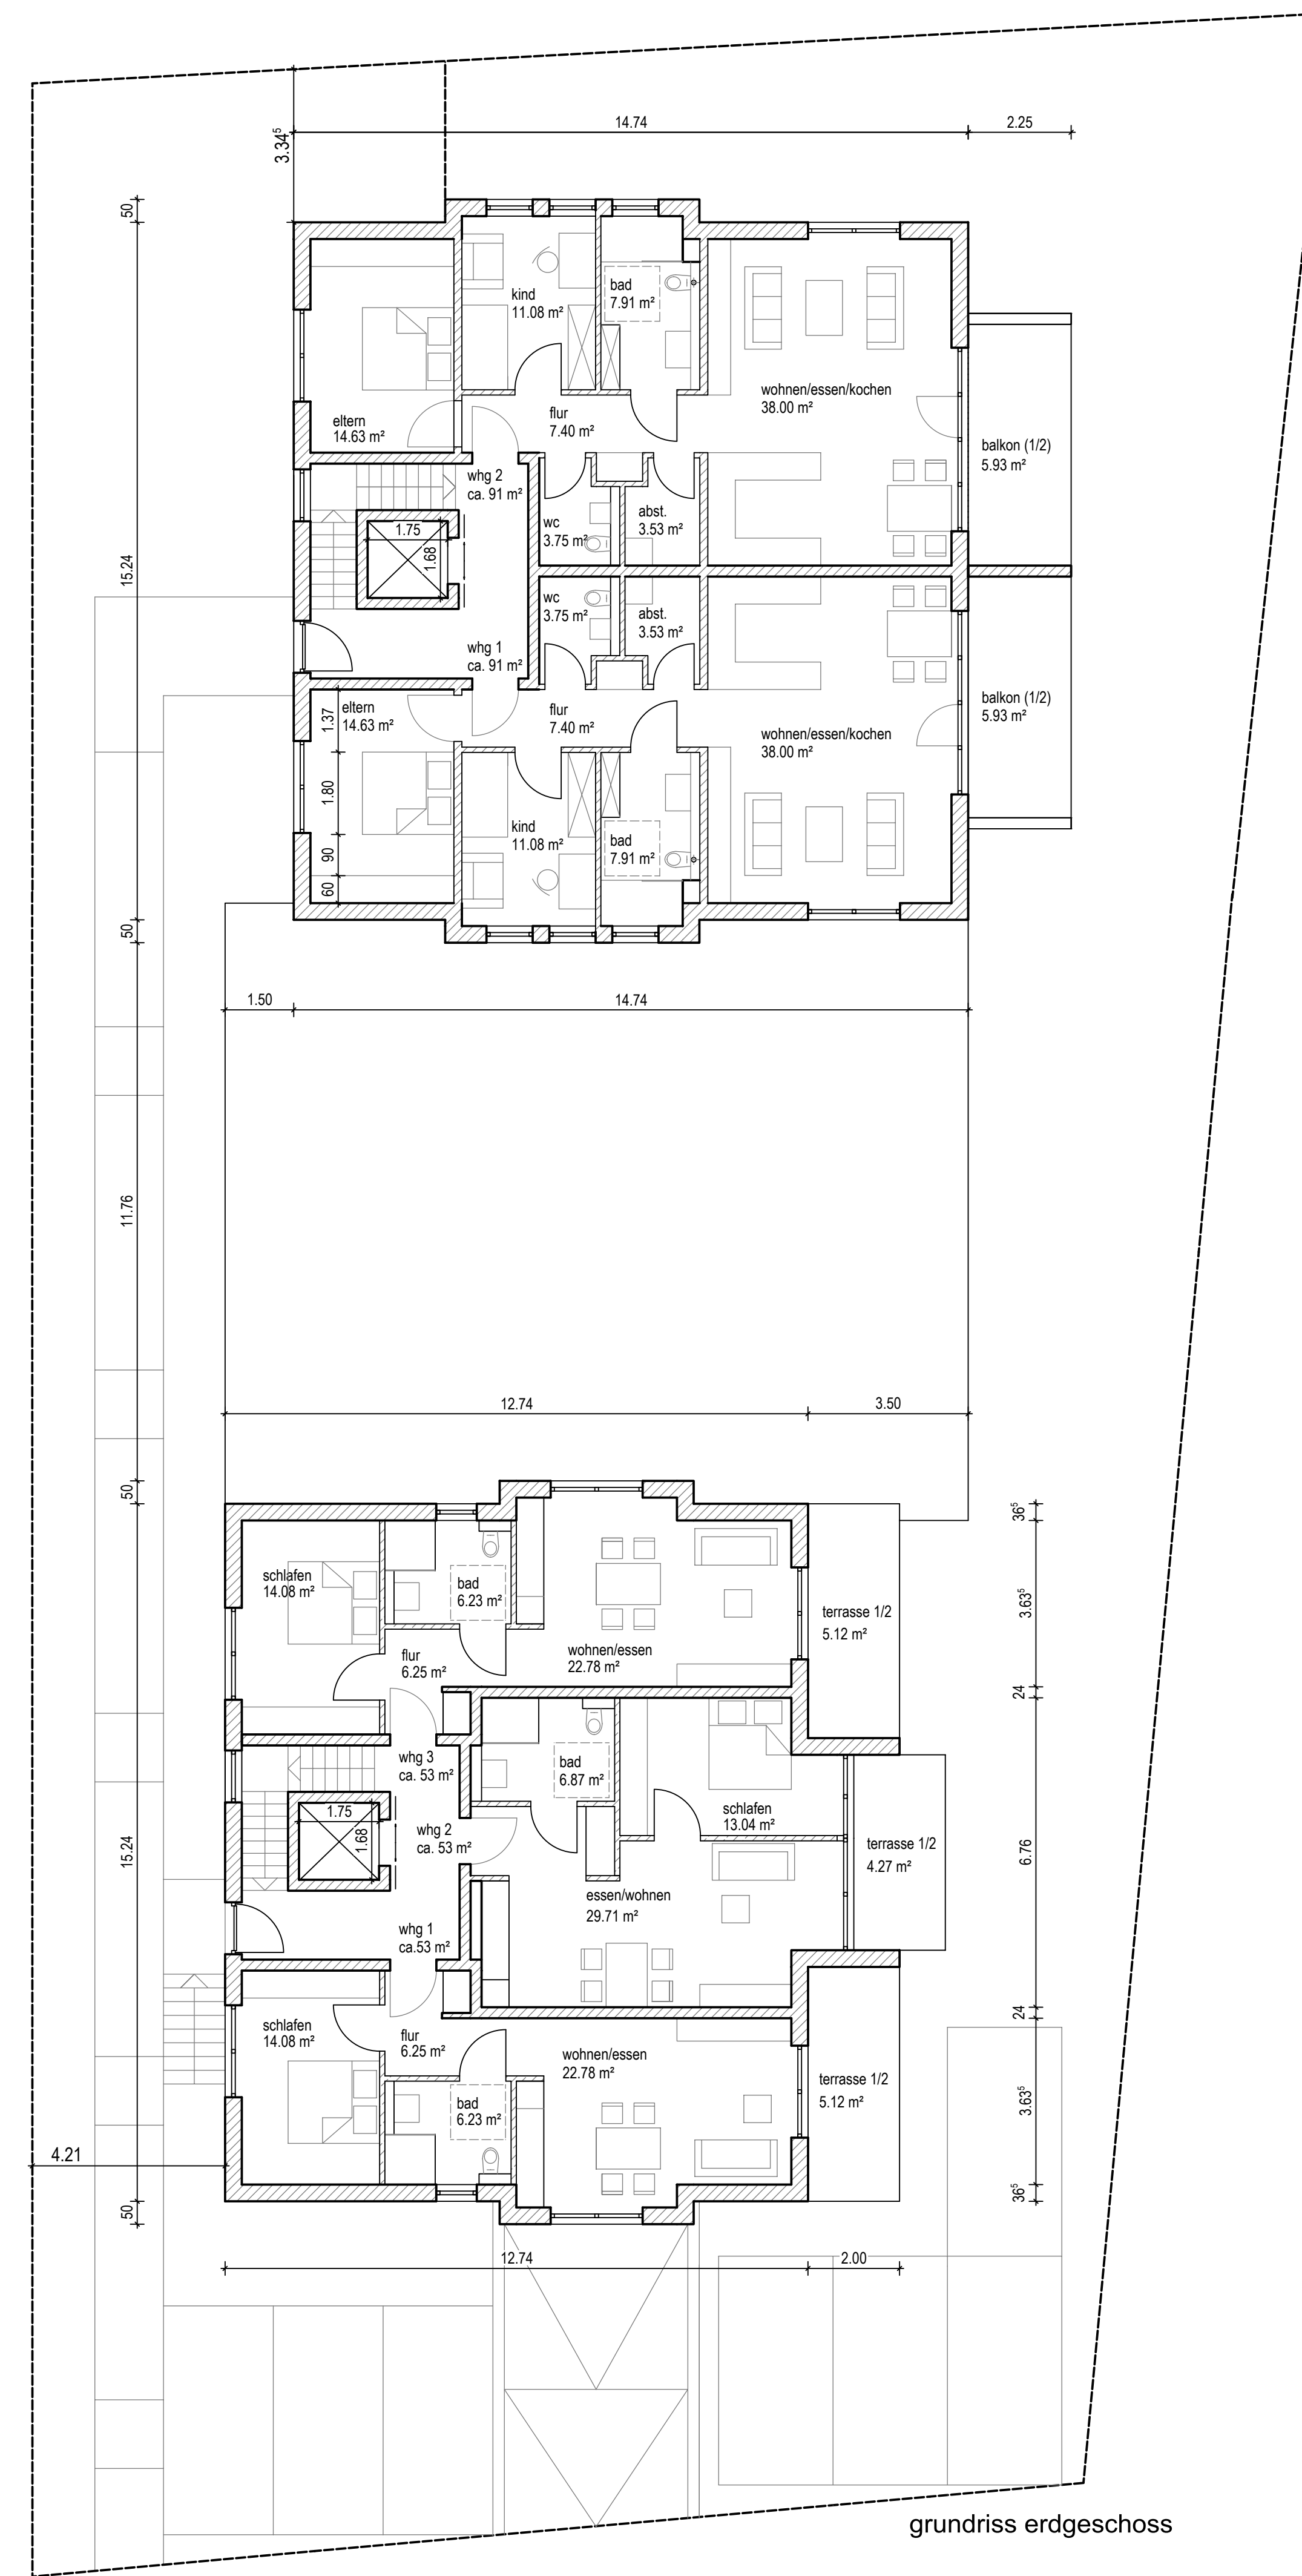 14.74
2.25
3.34⁵
50
kind
11.08 m²
bad
7.91 m²
wohnen/essen/kochen
38.00 m²
eltern
14.63 m²
flur
7.40 m²
balkon (1/2)
5.93 m²
whg 2
ca. 91 m²
wc
3.75 m²
abst.
3.53 m²
1.75
1.68
15.24
wc
3.75 m²
abst.
3.53 m²
whg 1
ca. 91 m²
eltern
14.63 m²
flur
7.40 m²
balkon (1/2)
5.93 m²
wohnen/essen/kochen
38.00 m²
1.37
1.80
90
60
kind
11.08 m²
bad
7.91 m²
50
1.50
14.74
11.76
12.74
3.50
50
36⁵
schlafen
14.08 m²
bad
6.23 m²
terrasse 1/2
5.12 m²
3.63⁵
flur
6.25 m²
wohnen/essen
22.78 m²
24
whg 3
ca. 53 m²
bad
6.87 m²
schlafen
13.04 m²
1.75
1.68
whg 2
ca. 53 m²
terrasse 1/2
4.27 m²
15.24
6.76
essen/wohnen
29.71 m²
whg 1
ca.53 m²
24
schlafen
14.08 m²
flur
6.25 m²
wohnen/essen
22.78 m²
terrasse 1/2
5.12 m²
3.63⁵
bad
6.23 m²
4.21
36⁵
50
12.74
2.00
grundriss erdgeschoss